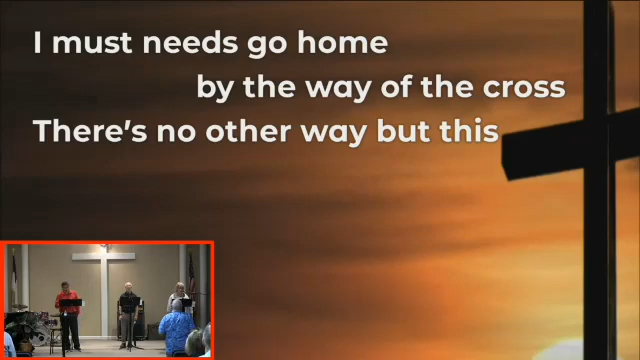 I must needs go home
by the way of the cross
There's no other way but this